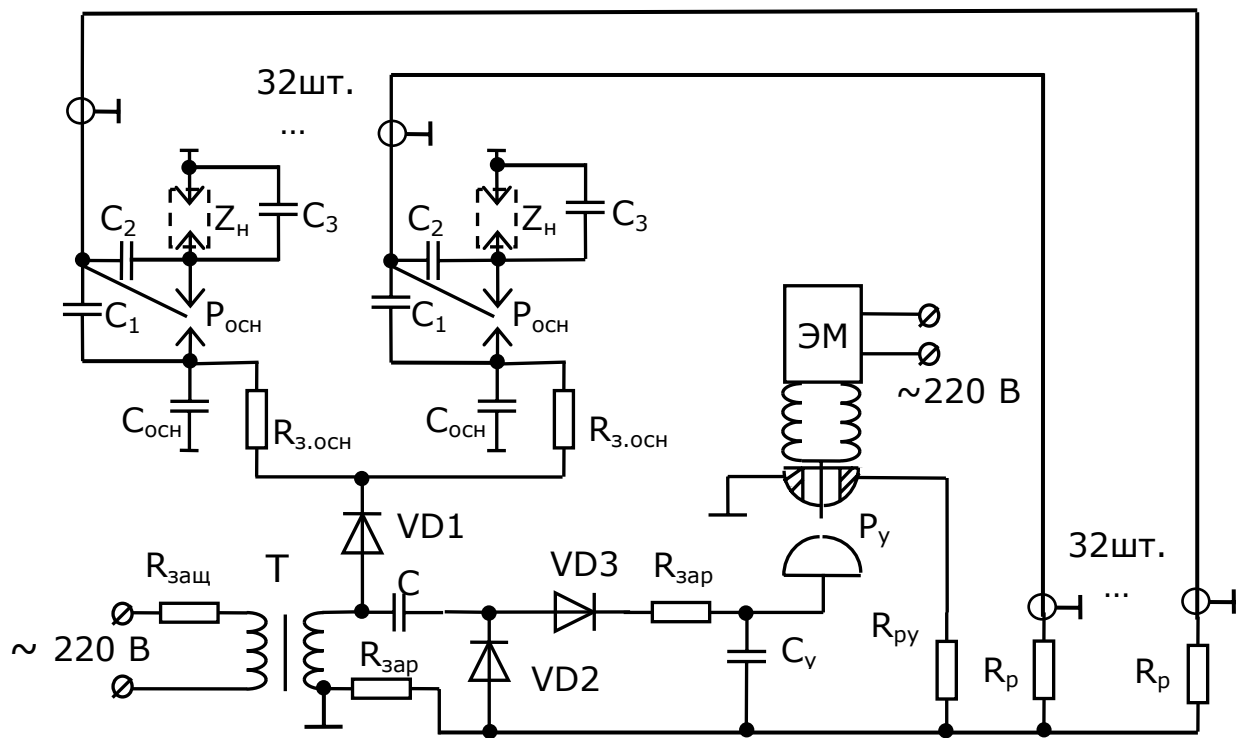 32шт.
...
C₂
Zн
C₃
C₂
Zн
C₃
C₁
Pосн
C₁
Pосн
ЭМ
~220 В
Cосн
Rз.осн
Cосн
Rз.осн
VD1
Pу
32шт.
...
Rзащ
T
C
VD3
Rзар
~ 220 В
Rзар
VD2
Cу
Rру
Rр
Rр